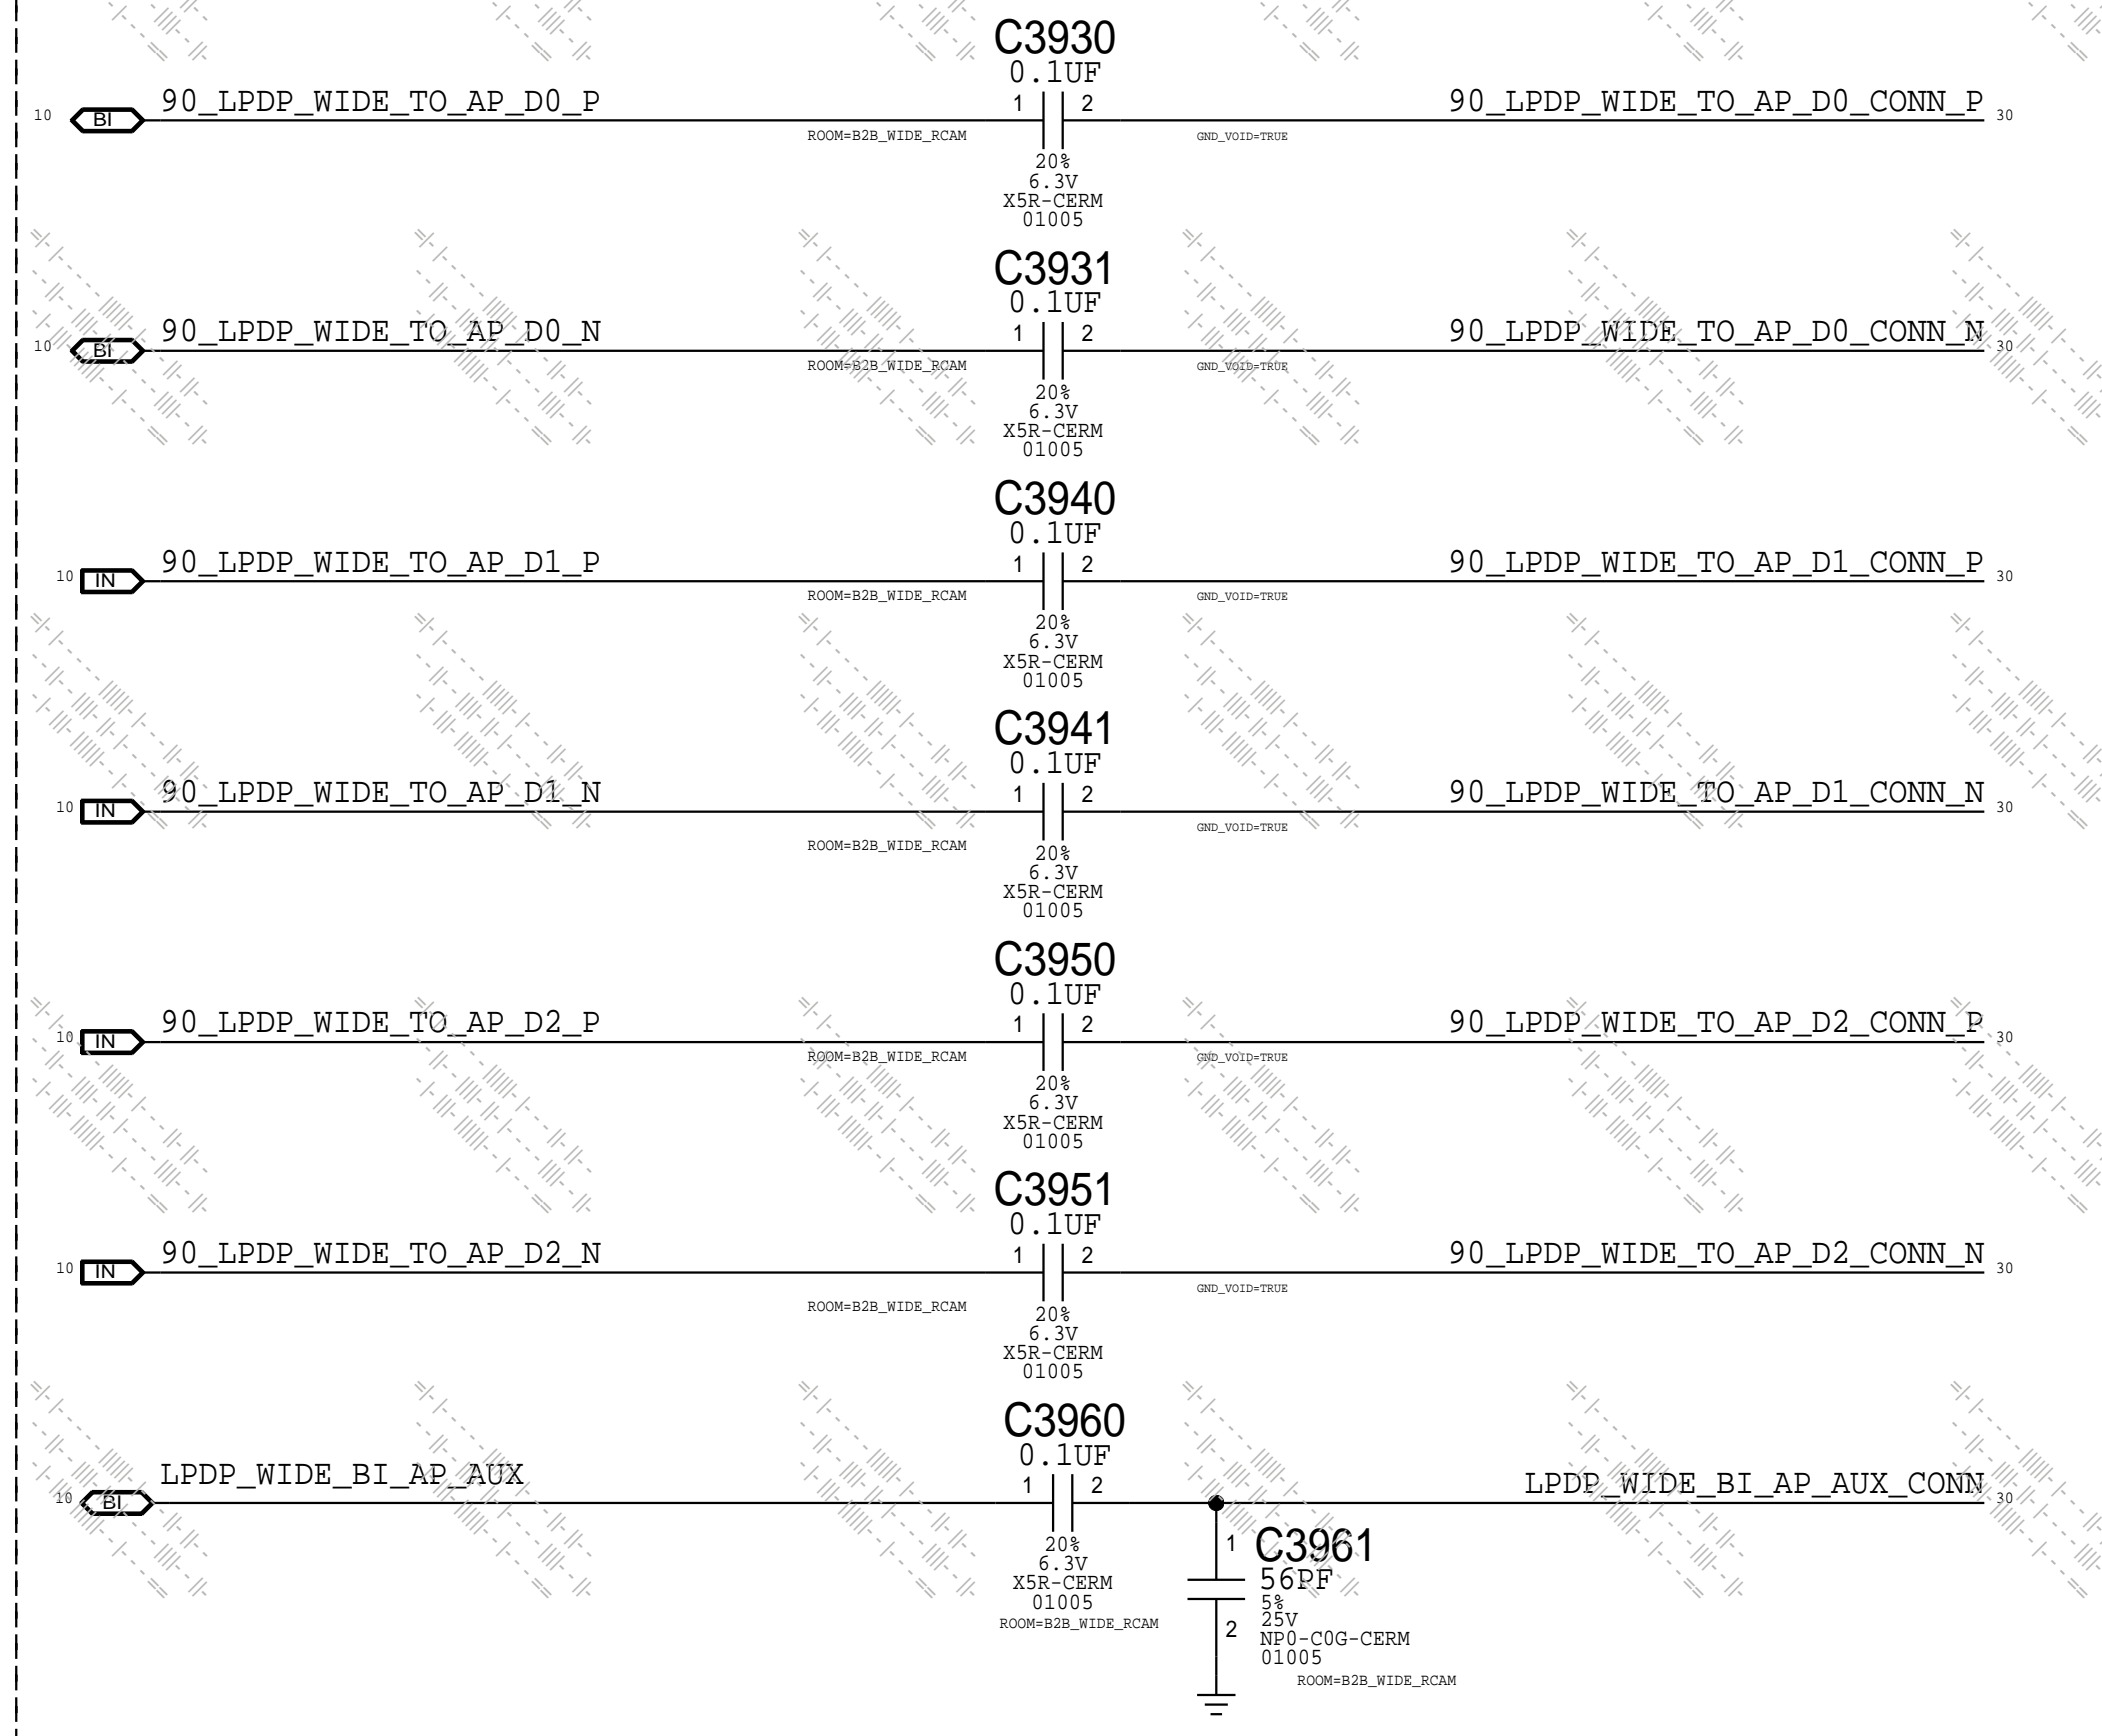 C3930
0.1UF
10 BI 90_LPDP_WIDE_TO_AP_D0_P 1 2 90_LPDP_WIDE_TO_AP_D0_CONN_P 30
ROOM=B2B_WIDE_RCAM GND_VOID=TRUE
20%
6.3V
X5R-CERM
01005
C3931
0.1UF
10 BI 90_LPDP_WIDE_TO_AP_D0_N 1 2 90_LPDP_WIDE_TO_AP_D0_CONN_N 30
ROOM=B2B_WIDE_RCAM GND_VOID=TRUE
20%
6.3V
X5R-CERM
01005
C3940
0.1UF
10 IN 90_LPDP_WIDE_TO_AP_D1_P 1 2 90_LPDP_WIDE_TO_AP_D1_CONN_P 30
ROOM=B2B_WIDE_RCAM GND_VOID=TRUE
20%
6.3V
X5R-CERM
01005
C3941
0.1UF
10 IN 90_LPDP_WIDE_TO_AP_D1_N 1 2 90_LPDP_WIDE_TO_AP_D1_CONN_N 30
ROOM=B2B_WIDE_RCAM GND_VOID=TRUE
20%
6.3V
X5R-CERM
01005
C3950
0.1UF
10 IN 90_LPDP_WIDE_TO_AP_D2_P 1 2 90_LPDP_WIDE_TO_AP_D2_CONN_P 30
ROOM=B2B_WIDE_RCAM GND_VOID=TRUE
20%
6.3V
X5R-CERM
01005
C3951
0.1UF
10 IN 90_LPDP_WIDE_TO_AP_D2_N 1 2 90_LPDP_WIDE_TO_AP_D2_CONN_N 30
ROOM=B2B_WIDE_RCAM GND_VOID=TRUE
20%
6.3V
X5R-CERM
01005
C3960
0.1UF
10 BI LPDP_WIDE_BI_AP_AUX 1 2 LPDP_WIDE_BI_AP_AUX_CONN 30
20%
6.3V
X5R-CERM
01005
ROOM=B2B_WIDE_RCAM
1 C3961
56PF
5%
25V
2 NP0-C0G-CERM
01005
ROOM=B2B_WIDE_RCAM